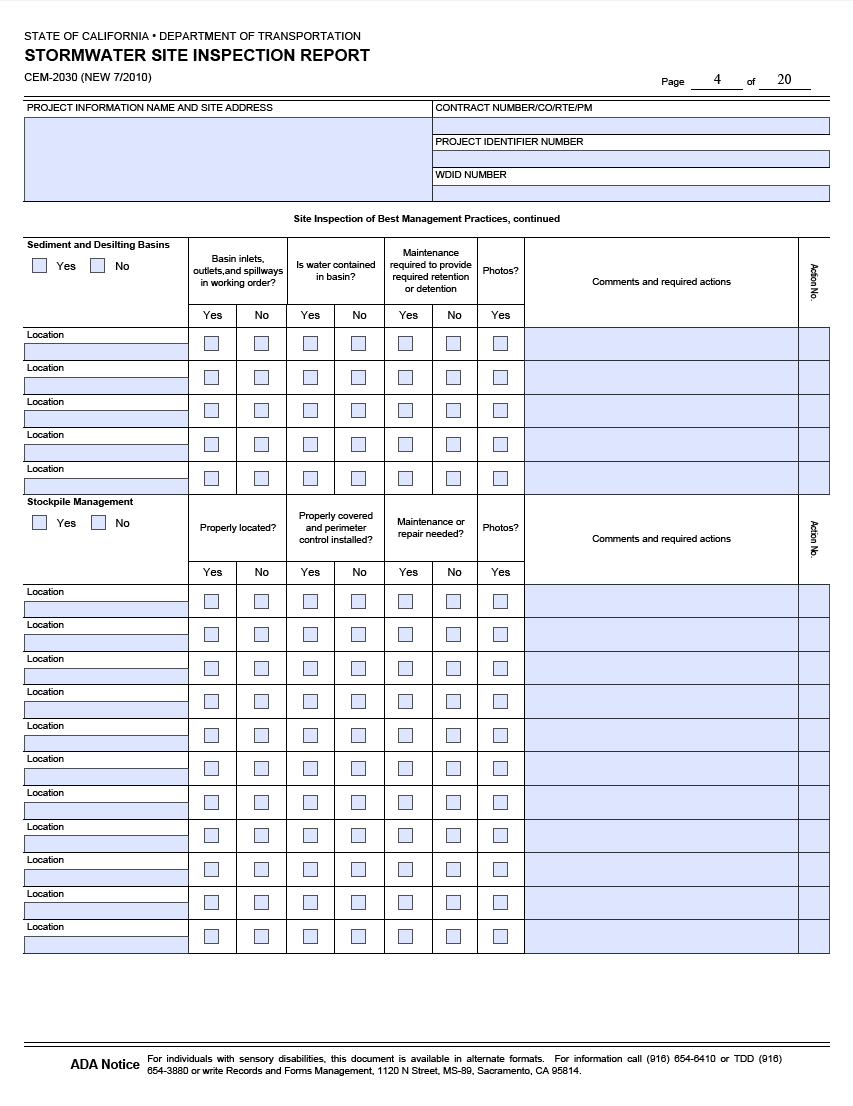 STATE OF CALIFORNIA • DEPARTMENT OF TRANSPORTATION
STORMWATER SITE INSPECTION REPORT
CEM-2030 (NEW 7/2010)
Page 4 of 20
PROJECT INFORMATION NAME AND SITE ADDRESS
CONTRACT NUMBER/CO/RTE/PM
PROJECT IDENTIFIER NUMBER
WDID NUMBER
Site Inspection of Best Management Practices, continued
Sediment and Desilting Basins
Yes No
Basin inlets,
outlets,and spillways
in working order?
Is water contained
in basin?
Maintenance
required to provide
required retention
or detention
Photos?
Comments and required actions
Action No.
Yes No Yes No Yes No Yes
Location
Location
Location
Location
Location
Stockpile Management
Yes No
Properly located?
Properly covered
and perimeter
control installed?
Maintenance or
repair needed?
Photos?
Comments and required actions
Action No.
Yes No Yes No Yes No Yes
Location
Location
Location
Location
Location
Location
Location
Location
Location
Location
Location
ADA Notice
For individuals with sensory disabilities, this document is available in alternate formats. For information call (916) 654-6410 or TDD (916)
654-3880 or write Records and Forms Management, 1120 N Street, MS-89, Sacramento, CA 95814.